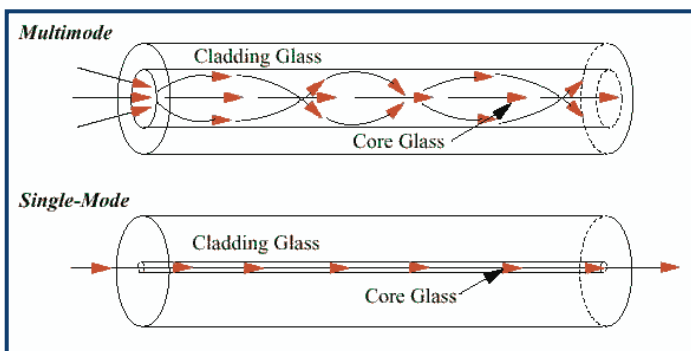 Multimode
Cladding Glass
Core Glass
Single-Mode
Cladding Glass
Core Glass